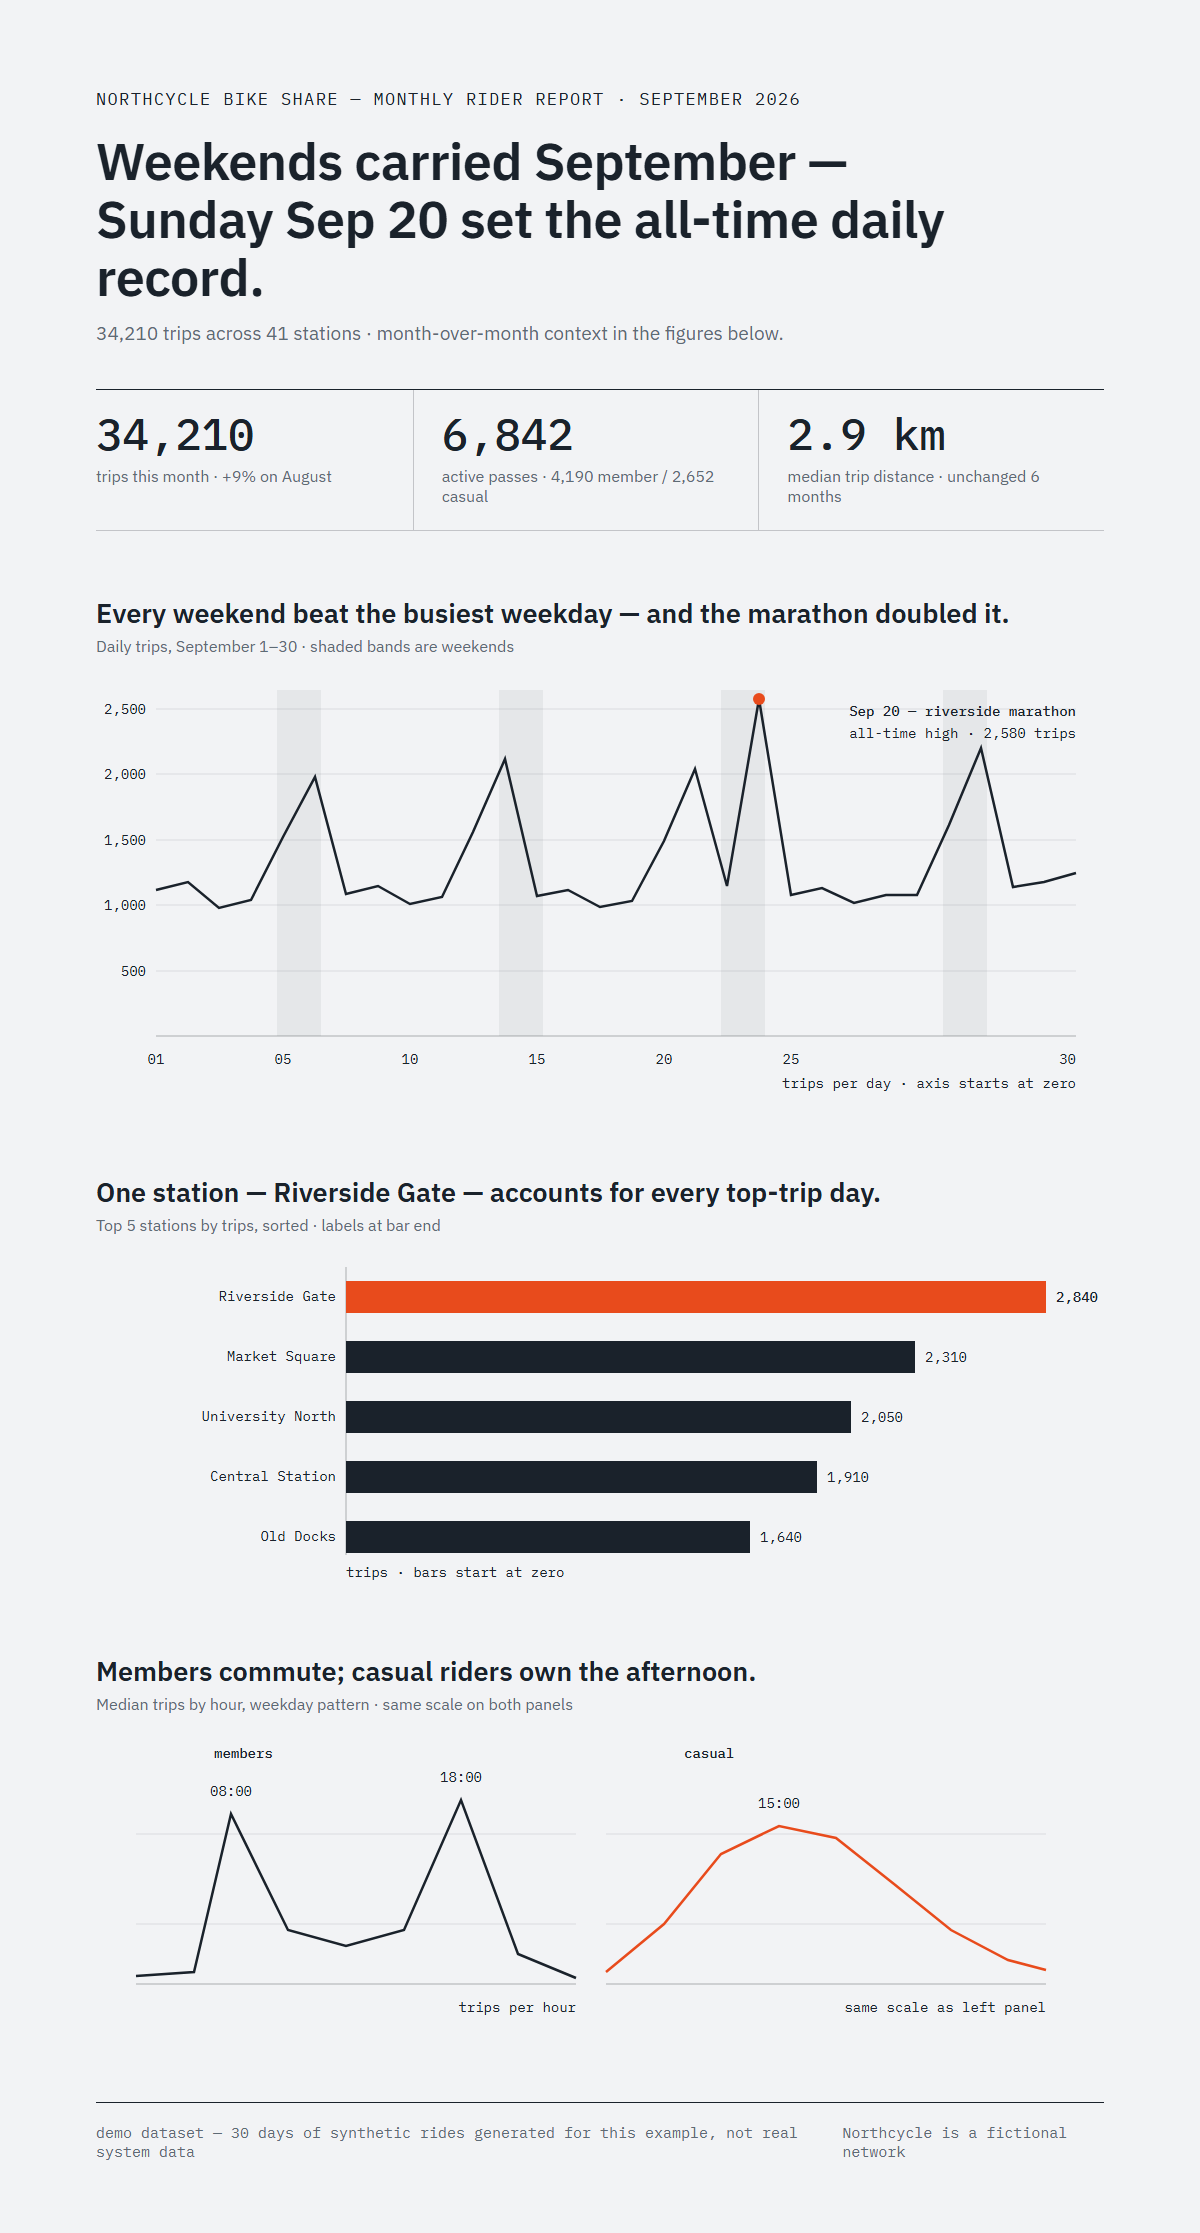 NORTHCYCLE BIKE SHARE — MONTHLY RIDER REPORT · SEPTEMBER 2026
Weekends carried September —
Sunday Sep 20 set the all-time daily
record.
34,210 trips across 41 stations · month-over-month context in the figures below.
34,210
trips this month · +9% on August
6,842
active passes · 4,190 member / 2,652
casual
2.9 km
median trip distance · unchanged 6
months
Every weekend beat the busiest weekday — and the marathon doubled it.
Daily trips, September 1–30 · shaded bands are weekends
2,500
2,000
1,500
1,000
500
Sep 20 — riverside marathon
all-time high · 2,580 trips
01
05
10
15
20
25
30
trips per day · axis starts at zero
One station — Riverside Gate — accounts for every top-trip day.
Top 5 stations by trips, sorted · labels at bar end
Riverside Gate
2,840
Market Square
2,310
University North
2,050
Central Station
1,910
Old Docks
1,640
trips · bars start at zero
Members commute; casual riders own the afternoon.
Median trips by hour, weekday pattern · same scale on both panels
members
08:00
18:00
trips per hour
casual
15:00
same scale as left panel
demo dataset — 30 days of synthetic rides generated for this example, not real
system data
Northcycle is a fictional
network